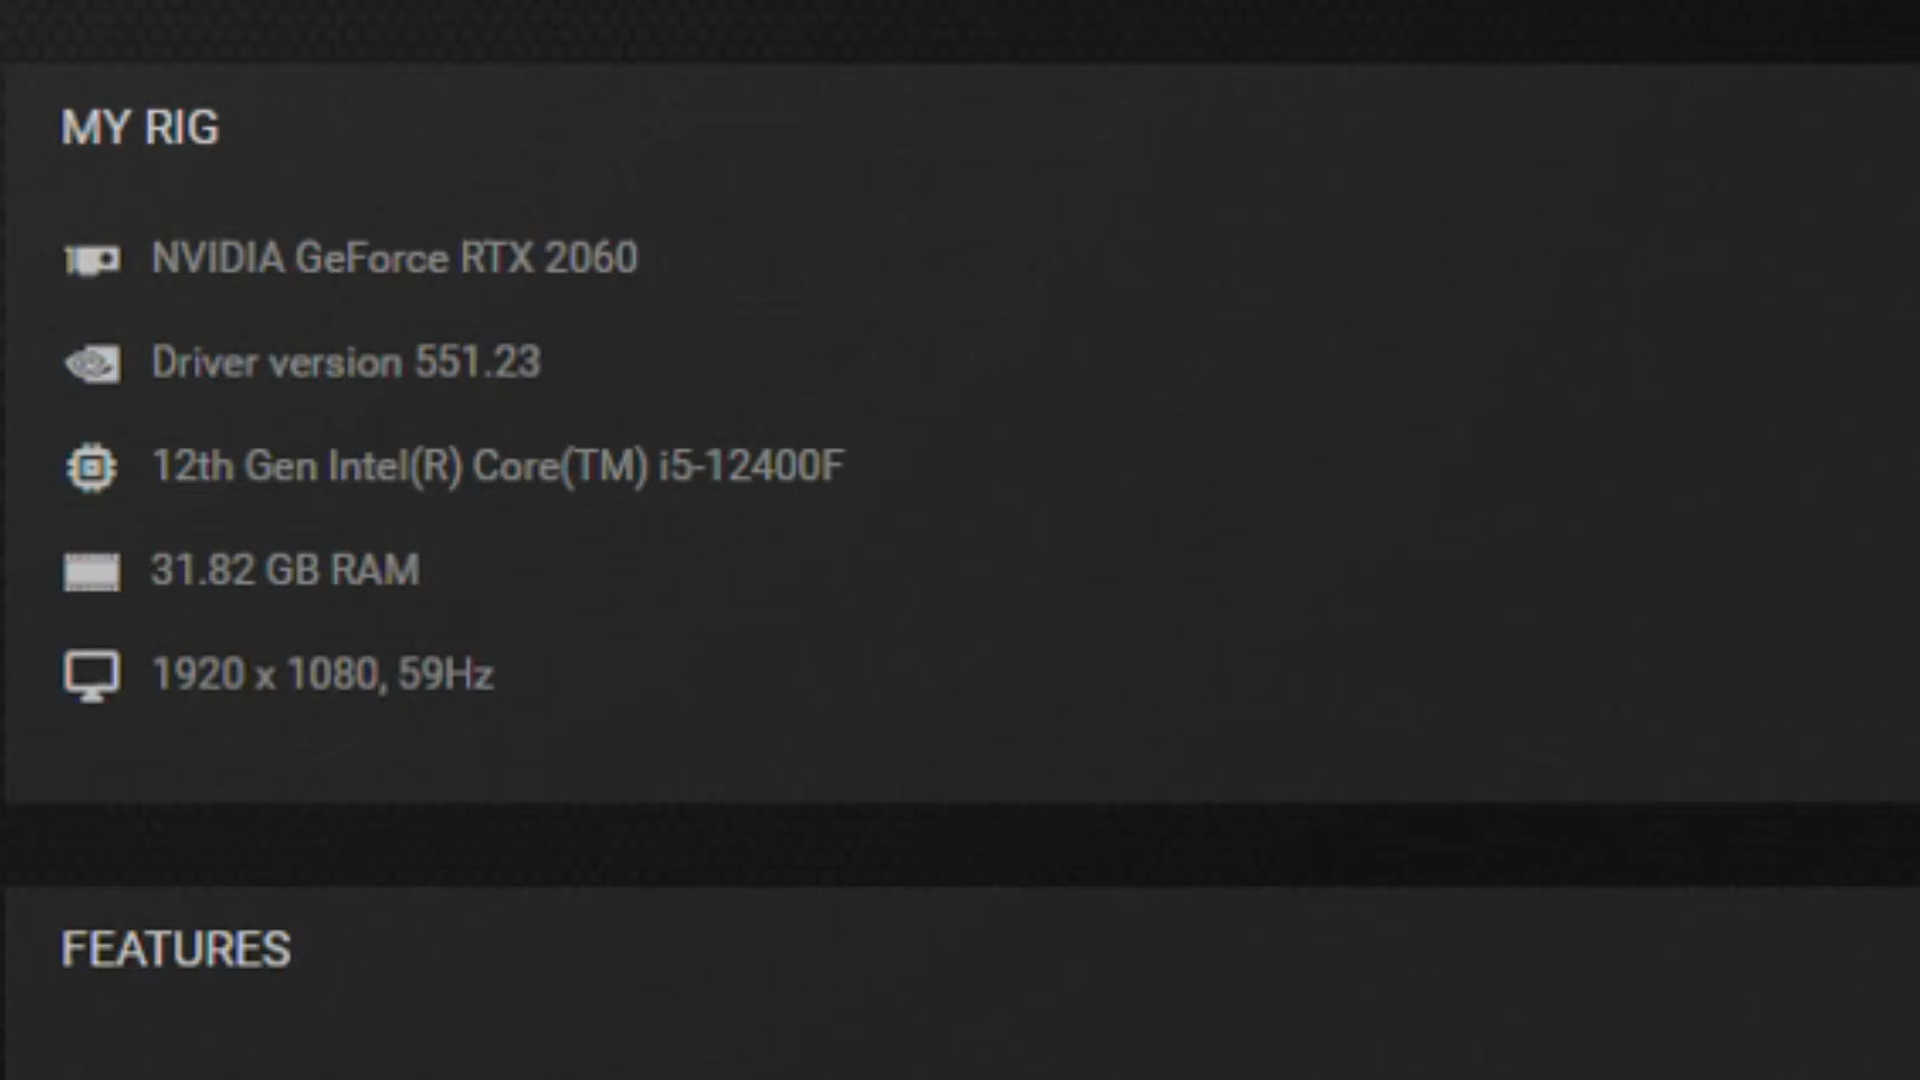 MY RIG
NVIDIA GeForce RTX 2060
Driver version 551.23
12th Gen Intel(R) Core(TM) i5-12400F
31.82 GB RAM
1920 x 1080, 59Hz
FEATURES